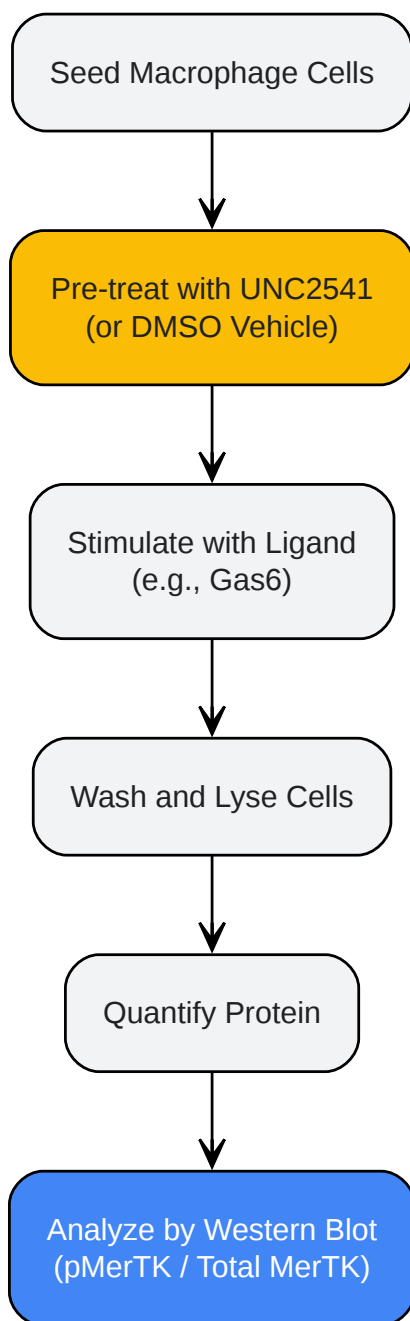 Seed Macrophage Cells
Pre-treat with UNC2541
(or DMSO Vehicle)
Stimulate with Ligand
(e.g., Gas6)
Wash and Lyse Cells
Quantify Protein
Analyze by Western Blot
(pMerTK / Total MerTK)